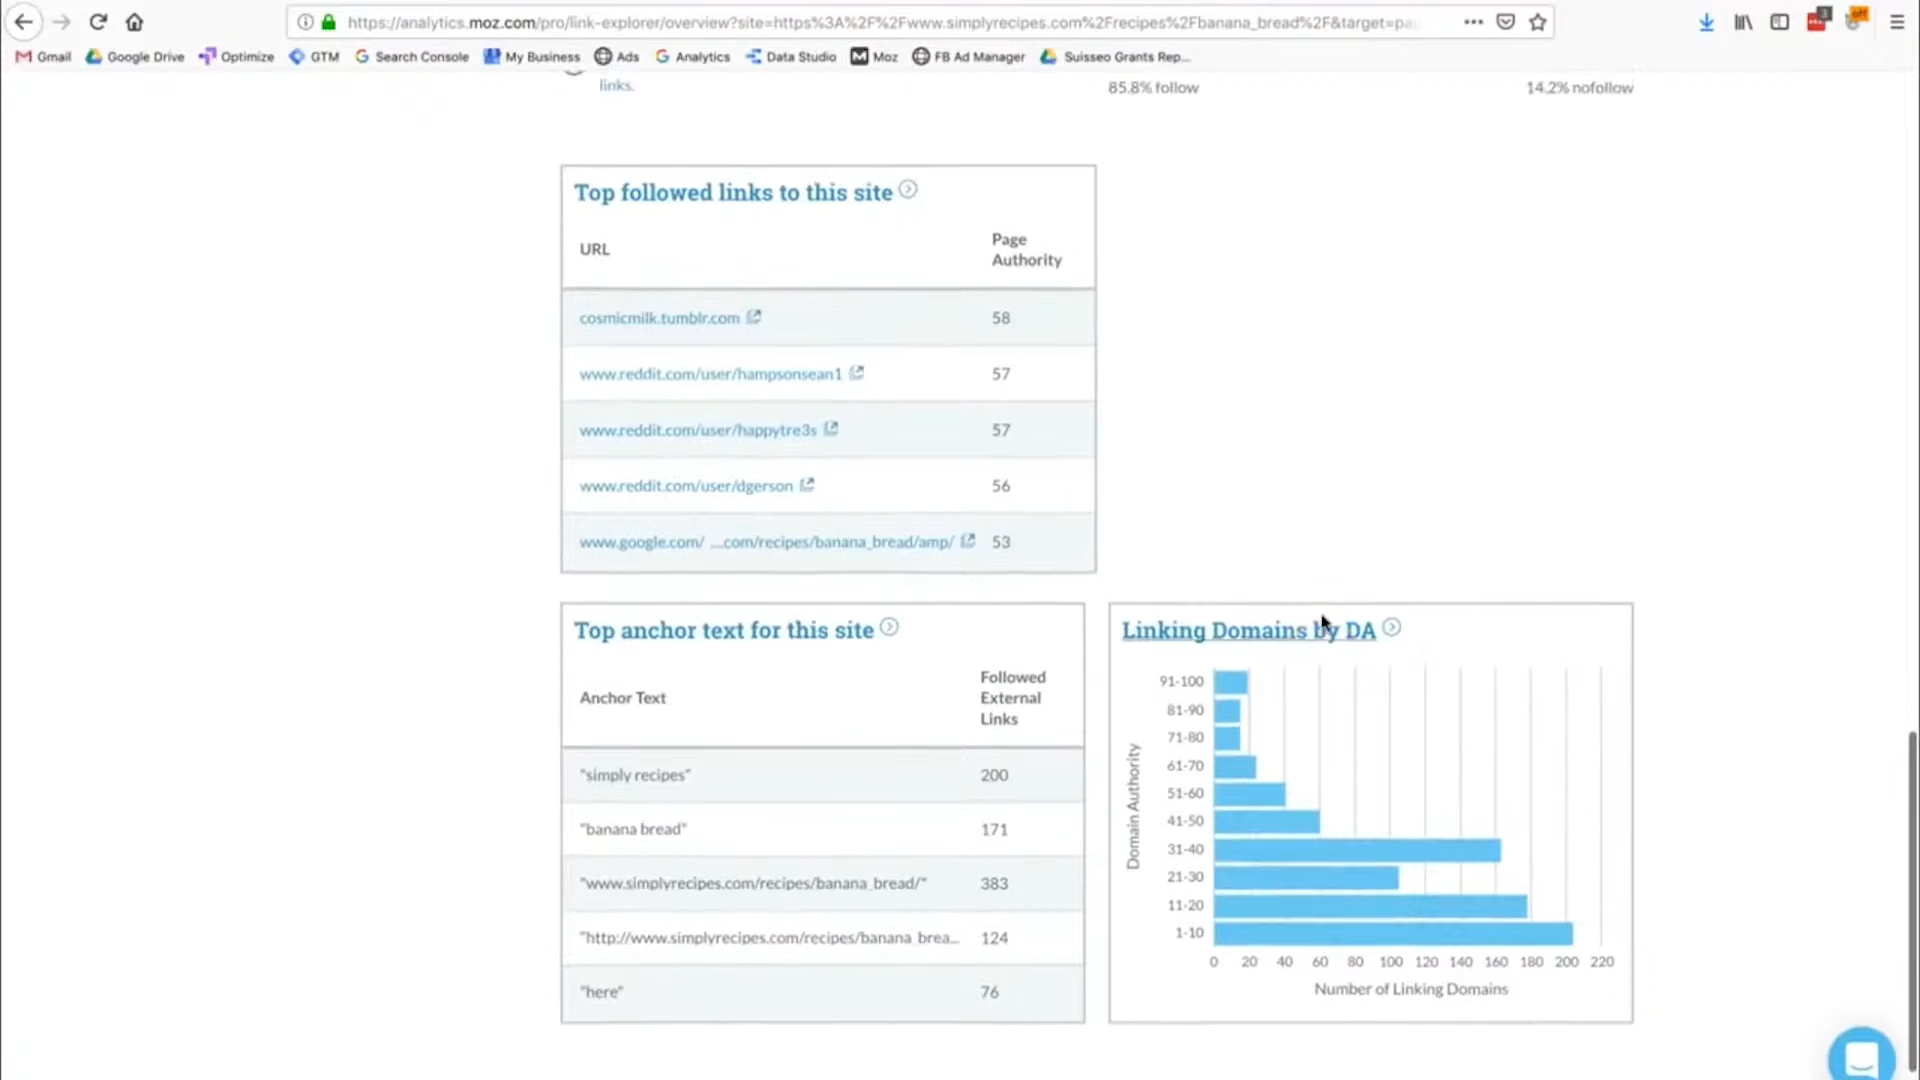 https://analytics.moz.com/pro/link-explorer/overview?site=https%3A%2F%2Fwww.simplyrecipes.com%2Frecipes%2Fbanana_bread%2F&target=pa
3
off
Gmail Google Drive Optimize GTM Search Console My Business Ads Analytics Data Studio Moz FB Ad Manager Suisseo Grants Rep...
links.
85.8% follow
14.2% nofollow
Top followed links to this site
URL
Page
Authority
cosmicmilk.tumblr.com 58
www.reddit.com/user/hampsonsean1 57
www.reddit.com/user/happytre3s 57
www.reddit.com/user/dgerson 56
www.google.com/ ...com/recipes/banana_bread/amp/ 53
Top anchor text for this site
Anchor Text
Followed
External
Links
"simply recipes" 200
"banana bread" 171
"www.simplyrecipes.com/recipes/banana_bread/" 383
"http://www.simplyrecipes.com/recipes/banana_brea... 124
"here" 76
Linking Domains by DA
Domain Authority
91-100
81-90
71-80
61-70
51-60
41-50
31-40
21-30
11-20
1-10
0 20 40 60 80 100 120 140 160 180 200 220
Number of Linking Domains